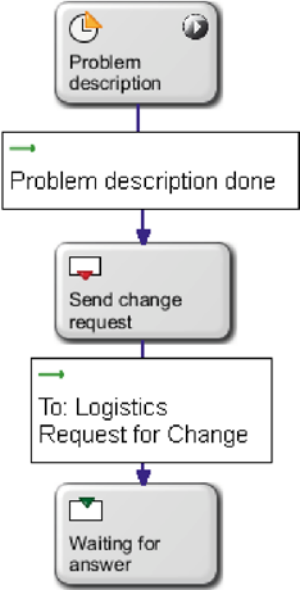 Problem
description
Problem description done
Send change
request
To: Logistics
Request for Change
Waiting for
answer